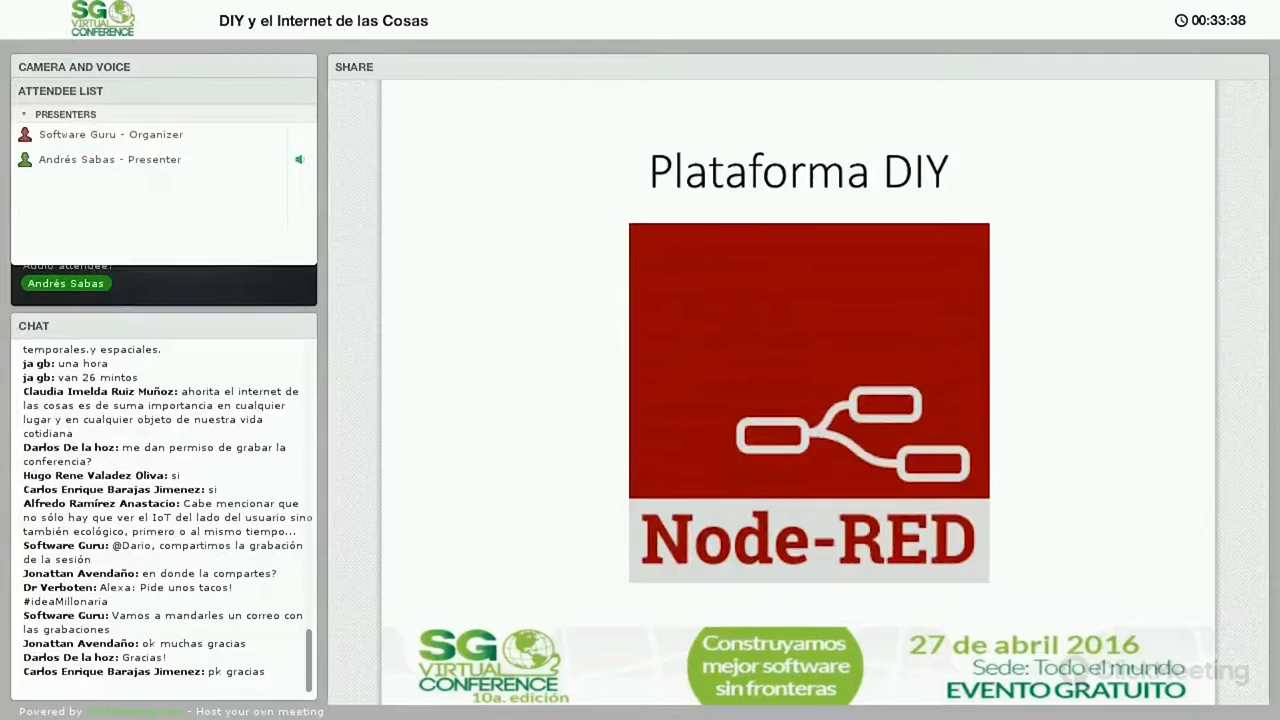 SG
VIRTUAL
CONFERENCE
DIY y el Internet de las Cosas
00:33:38
CAMERA AND VOICE
ATTENDEE LIST
PRESENTERS
Software Guru - Organizer
Andrés Sabas - Presenter
Audio attendee:
Andrés Sabas
CHAT
temporales.y espaciales.
ja gb: una hora
ja gb: van 26 mintos
Claudia Imelda Ruiz Muñoz: ahorita el internet de
las cosas es de suma importancia en cualquier
lugar y en cualquier objeto de nuestra vida
cotidiana
Darlos De la hoz: me dan permiso de grabar la
conferencia?
Hugo Rene Valadez Oliva: si
Carlos Enrique Barajas Jimenez: si
Alfredo Ramírez Anastacio: Cabe mencionar que
no sólo hay que ver el IoT del lado del usuario sino
también ecológico, primero o al mismo tiempo...
Software Guru: @Dario, compartimos la grabación
de la sesión
Jonattan Avendaño: en donde la compartes?
Dr Verboten: Alexa: Pide unos tacos!
#ideaMillonaria
Software Guru: Vamos a mandarles un correo con
las grabaciones
Jonattan Avendaño: ok muchas gracias
Darlos De la hoz: Gracias!
Carlos Enrique Barajas Jimenez: pk gracias
Powered by ClickMeeting.com - Host your own meeting
SHARE
Plataforma DIY
Node-RED
SG
VIRTUAL
CONFERENCE
10a. edición
Construyamos
mejor software
sin fronteras
27 de abril 2016
Sede: Todo el mundo
EVENTO GRATUITO
ClickMeeting